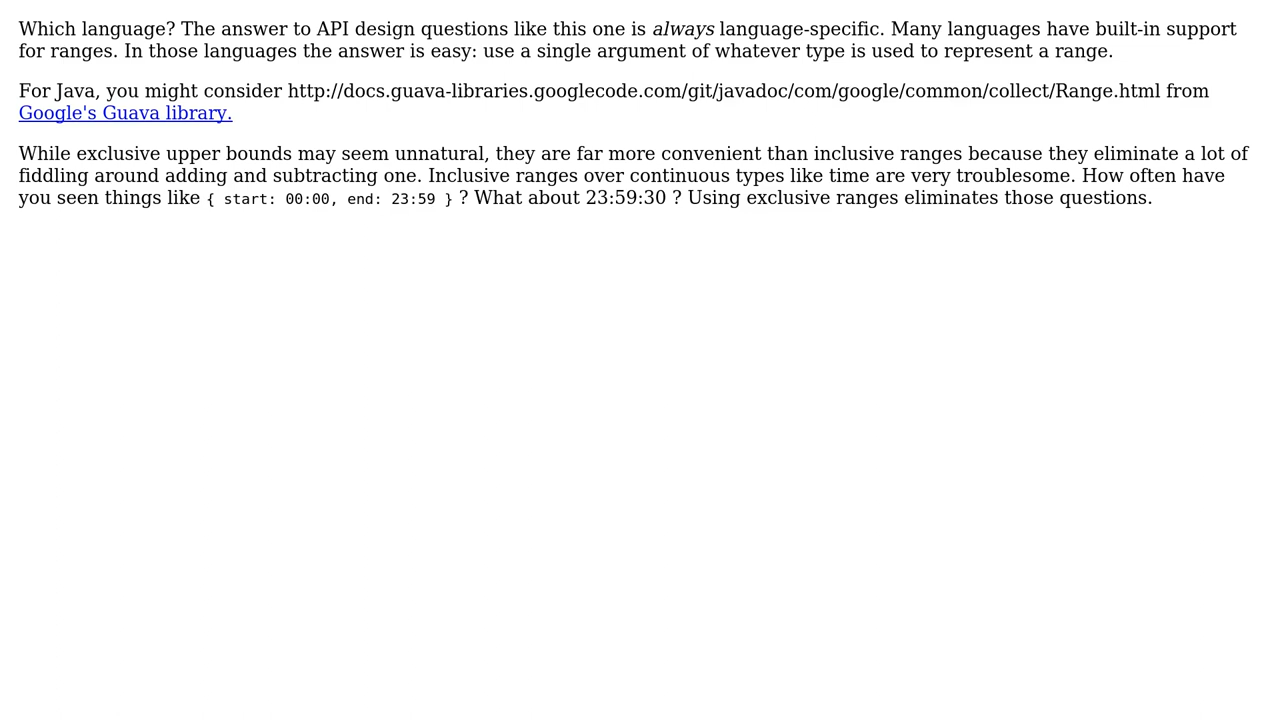 Which language? The answer to API design questions like this one is always language-specific. Many languages have built-in support
for ranges. In those languages the answer is easy: use a single argument of whatever type is used to represent a range.
For Java, you might consider http://docs.guava-libraries.googlecode.com/git/javadoc/com/google/common/collect/Range.html from
Google's Guava library.
While exclusive upper bounds may seem unnatural, they are far more convenient than inclusive ranges because they eliminate a lot of
fiddling around adding and subtracting one. Inclusive ranges over continuous types like time are very troublesome. How often have
you seen things like { start: 00:00, end: 23:59 } ? What about 23:59:30 ? Using exclusive ranges eliminates those questions.